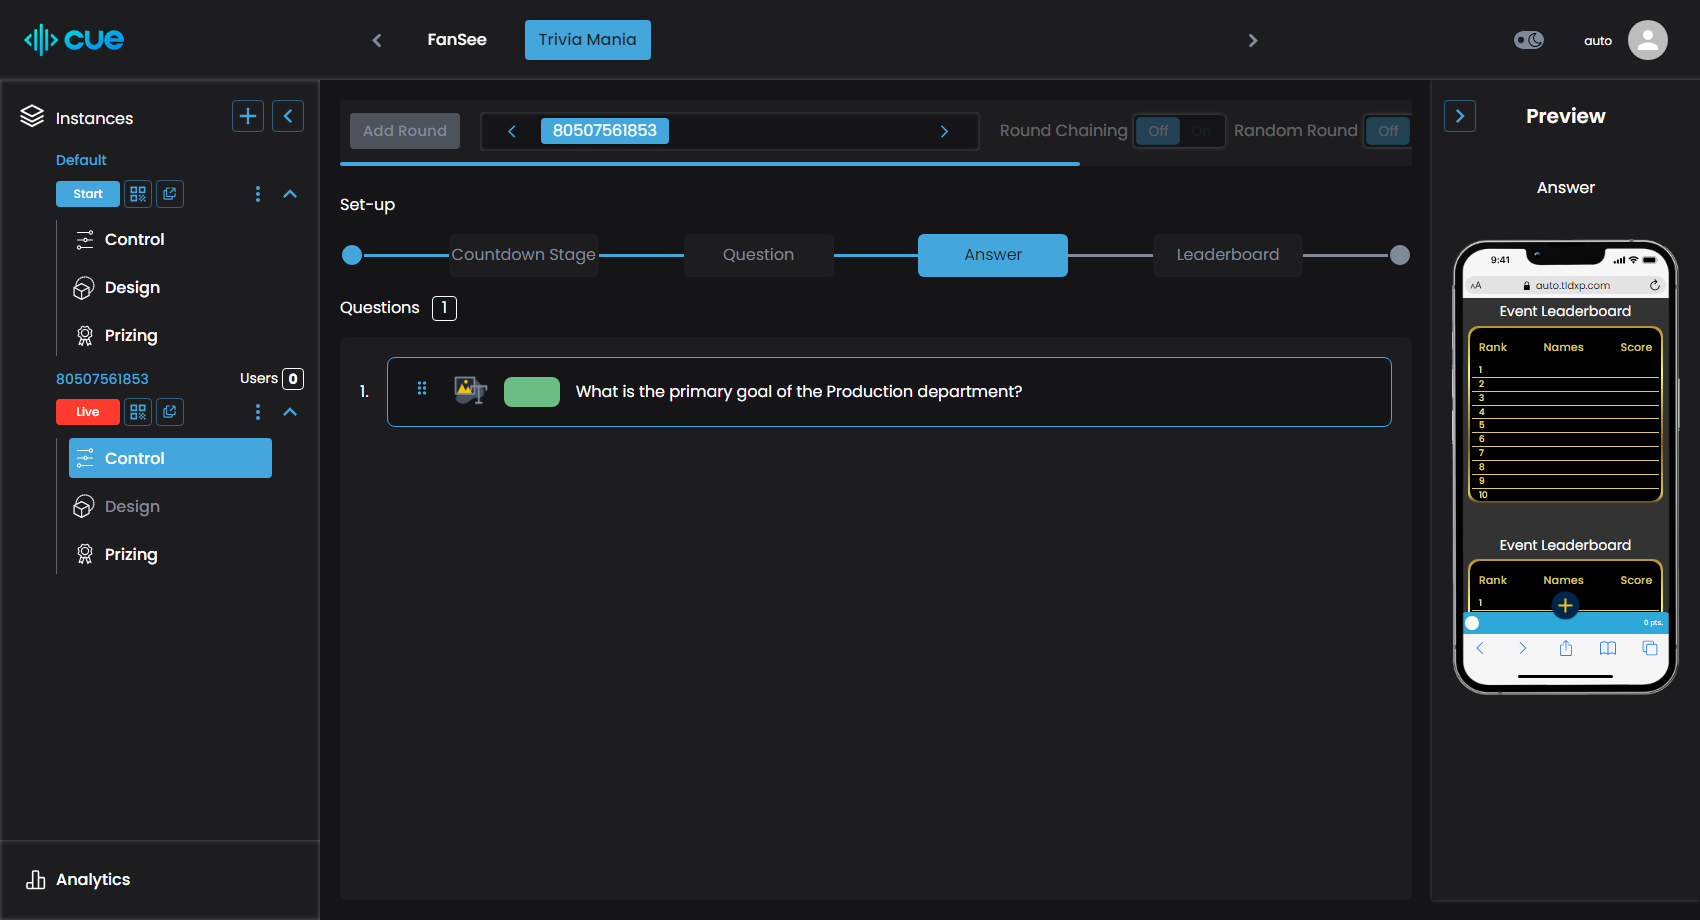 cue
FanSee
Trivia Mania
auto
Instances
Default
Start
Control
Design
Prizing
80507561853
Users 0
Live
Control
Design
Prizing
Analytics
Add Round
80507561853
Round Chaining
Off
On
Random Round
Off
Set-up
Countdown Stage
Question
Answer
Leaderboard
Questions 1
1.
What is the primary goal of the Production department?
Preview
Answer
9:41
AA
auto.tldxp.com
Event Leaderboard
Rank Names Score
1
2
3
4
5
6
7
8
9
10
Event Leaderboard
Rank Names Score
1
0 pts.